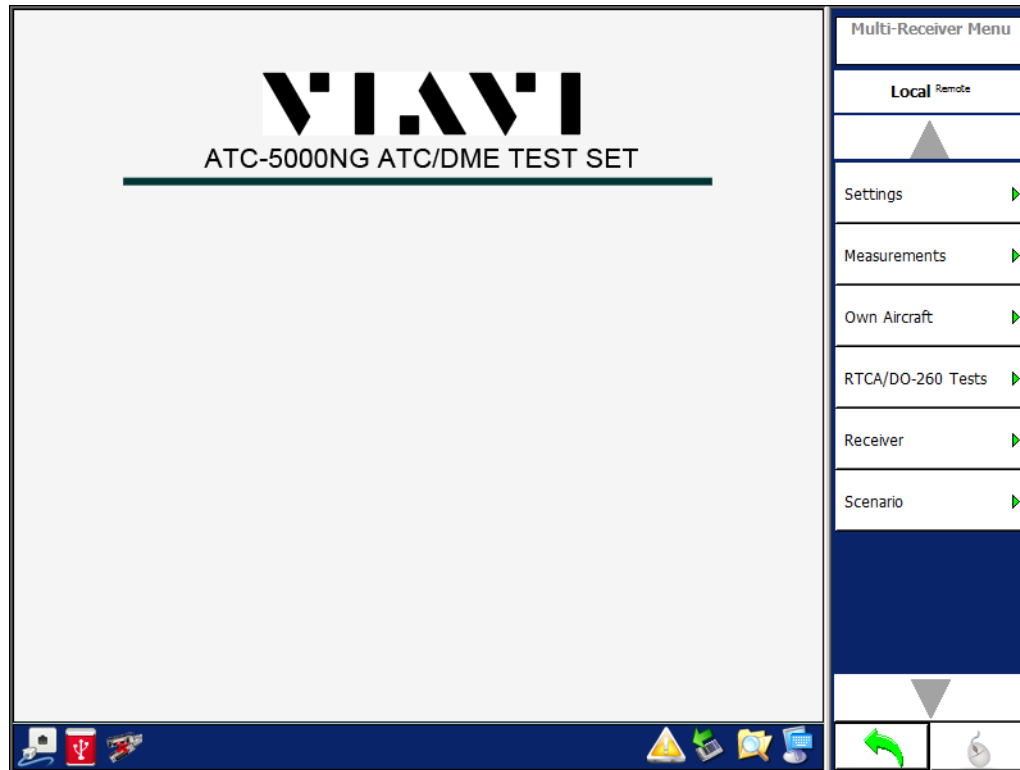 VIAVI
ATC-5000NG ATC/DME TEST SET
Multi-Receiver Menu
Local Remote
Settings
Measurements
Own Aircraft
RTCA/DO-260 Tests
Receiver
Scenario